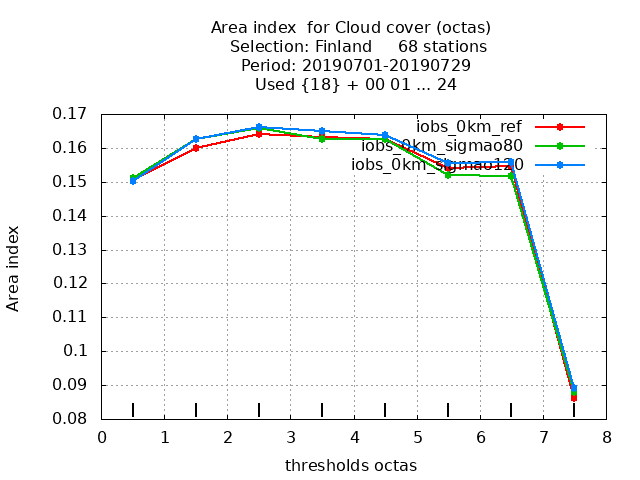 Area index  for Cloud cover (octas)
Selection: Finland     68 stations
Period: 20190701-20190729
Used {18} + 00 01 ... 24
0.17
iobs_0km_ref
0.16
iobs_0km_sigmao80
iobs_0km_sigmao120
0.15
0.14
0.13
Area index
0.12
0.11
0.1
0.09
0.08
0 1 2 3 4 5 6 7 8
thresholds octas